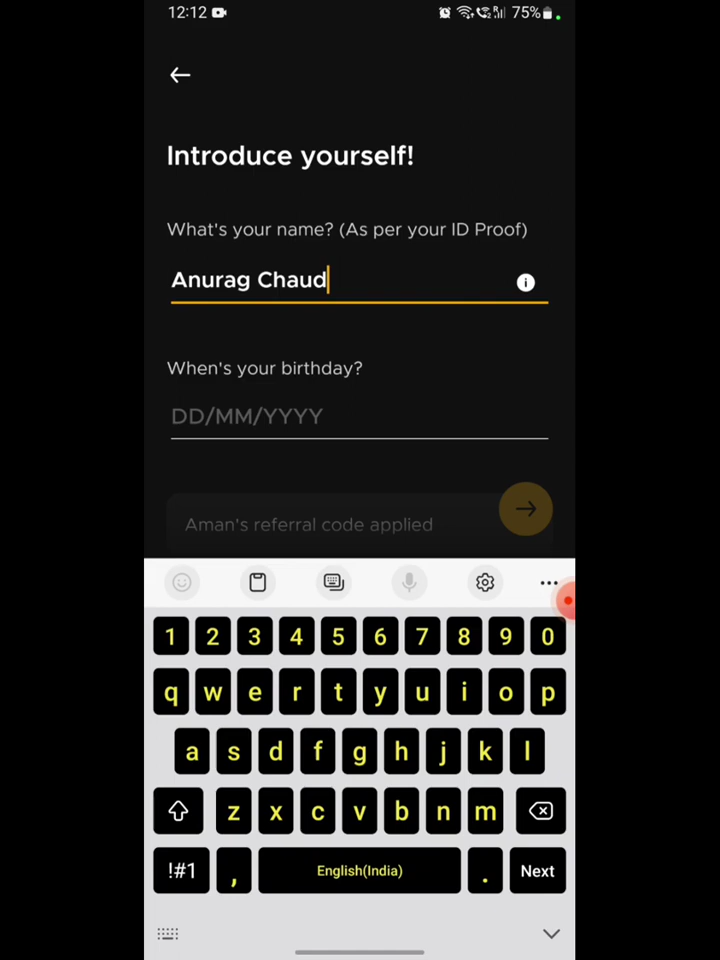 12:12
75%
Introduce yourself!
What's your name? (As per your ID Proof)
Anurag Chaud
When's your birthday?
DD/MM/YYYY
Aman's referral code applied
1 2 3 4 5 6 7 8 9 0
q w e r t y u i o p
a s d f g h j k l
z x c v b n m
!#1 , English(India) . Next